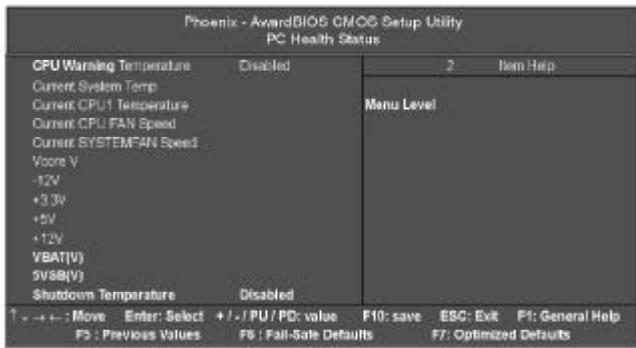 Phoenix - AwardBIOS CMOS Setup Utility
PC Health Status
CPU Warning Temperature Disabled
2 Item Help
Current System Temp
Current CPU1 Temperature
Menu Level
Current CPU FAN Speed
Current SYSTEMFAN Speed
Vcore V
-12V
+3.3V
+5V
+12V
VBAT(V)
5VSB(V)
Shutdown Temperature Disabled
↑ ↓ → ← : Move Enter: Select + / - / PU / PD: value F10: save ESC: Exit F1: General Help
F5 : Previous Values F6 : Fail-Safe Defaults F7: Optimized Defaults